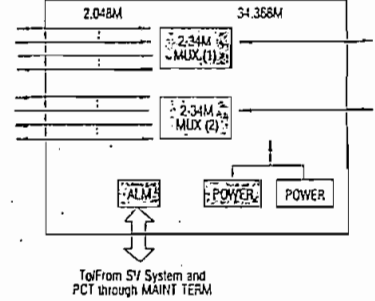 2.048M
34.368M
2-34M
MUX (1)
2-34M
MUX (2)
ALM
POWER
POWER
To/From SV System and
PCT through MAINT TERM